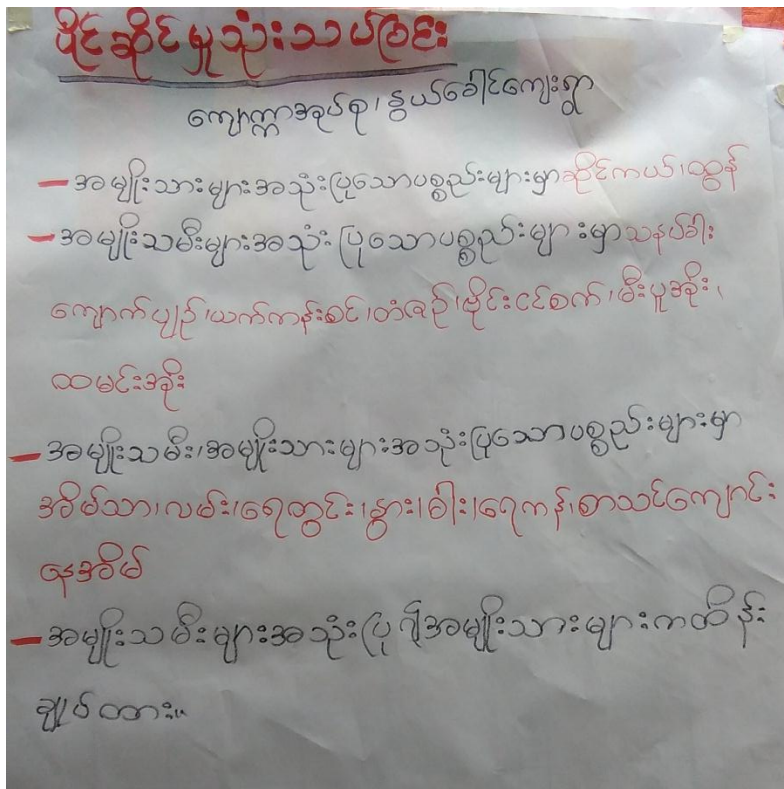 ပိုင်ဆိုင်မှုသုံးသပ်ခြင်း
ကျောက္ကာအုပ်စု၊ နွယ်ခေါင်ကျေးရွာ
- အမျိုးသားများအသုံးပြုသောပစ္စည်းများမှာဆိုင်ကယ်၊ ထွန်
- အမျိုးသမီးများအသုံးပြုသောပစ္စည်းများမှာသနပ်ခါး
ကျောက်ပျဉ်၊ ယက်ကန်းစင်၊ တံစဉ်၊ ဗိုင်းငင်စက်၊ မီးပူအိုး၊
ထမင်းအိုး
- အမျိုးသမီး၊ အမျိုးသားများအသုံးပြုသောပစ္စည်းများမှာ
အိမ်သာ၊ လမ်း၊ ရေတွင်း၊ နွား၊ ဓါး၊ ရေကန်၊ စာသင်ကျောင်း
နေအိမ်
- အမျိုးသမီးများအသုံးပြု၍အမျိုးသားများကထိန်း
ချုပ်ထား။